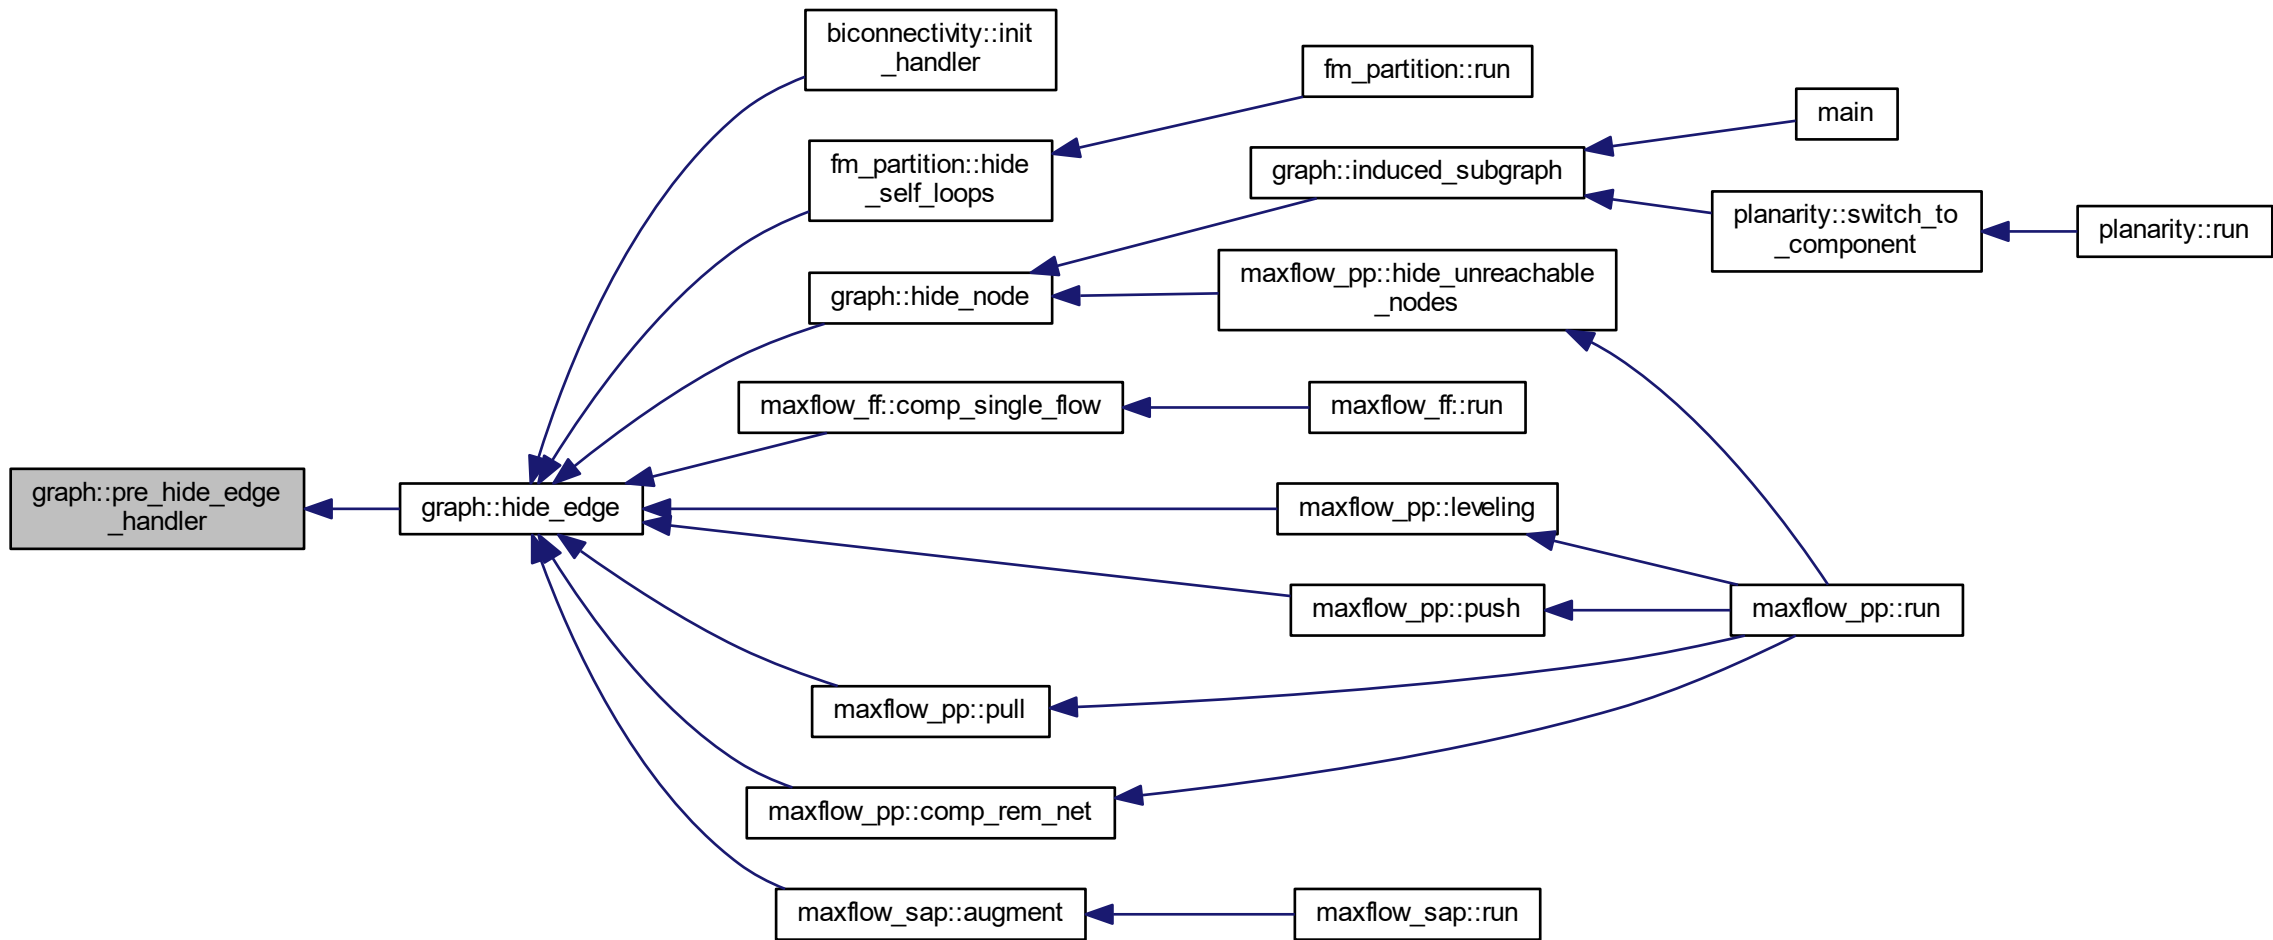 biconnectivity::init
_handler
fm_partition::run
main
fm_partition::hide
_self_loops
graph::induced_subgraph
planarity::switch_to
_component
planarity::run
graph::hide_node
maxflow_pp::hide_unreachable
_nodes
maxflow_ff::comp_single_flow
maxflow_ff::run
graph::pre_hide_edge
_handler
graph::hide_edge
maxflow_pp::leveling
maxflow_pp::push
maxflow_pp::run
maxflow_pp::pull
maxflow_pp::comp_rem_net
maxflow_sap::augment
maxflow_sap::run